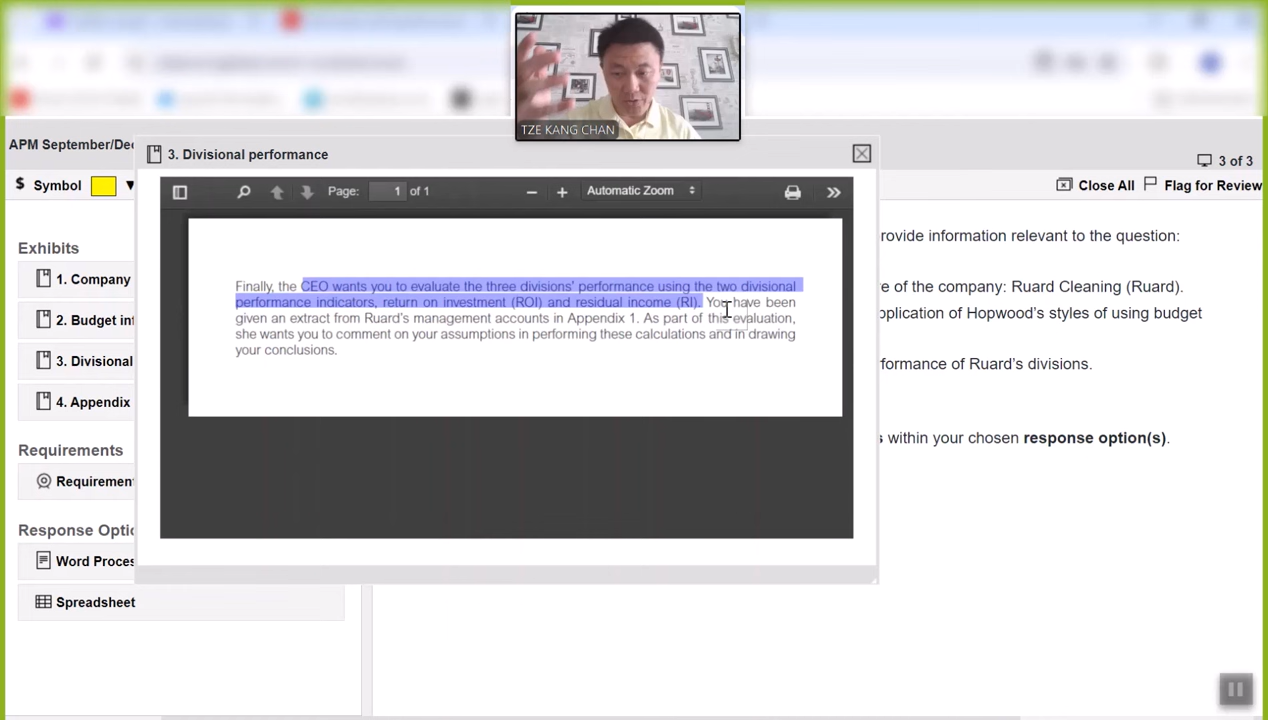 TZE KANG CHAN
APM September/Dec
3. Divisional performance
3 of 3
$ Symbol
Page: 1 of 1
Automatic Zoom
Close All
Flag for Review
Exhibits
1. Company
2. Budget inf
3. Divisional
4. Appendix
Requirements
Requiremen
Response Optio
Word Proces
Spreadsheet
Finally, the CEO wants you to evaluate the three divisions' performance using the two divisional
performance indicators, return on investment (ROI) and residual income (RI). You have been
given an extract from Ruard's management accounts in Appendix 1. As part of this evaluation,
she wants you to comment on your assumptions in performing these calculations and in drawing
your conclusions.
rovide information relevant to the question:
e of the company: Ruard Cleaning (Ruard).
pplication of Hopwood's styles of using budget
rformance of Ruard's divisions.
s within your chosen response option(s).